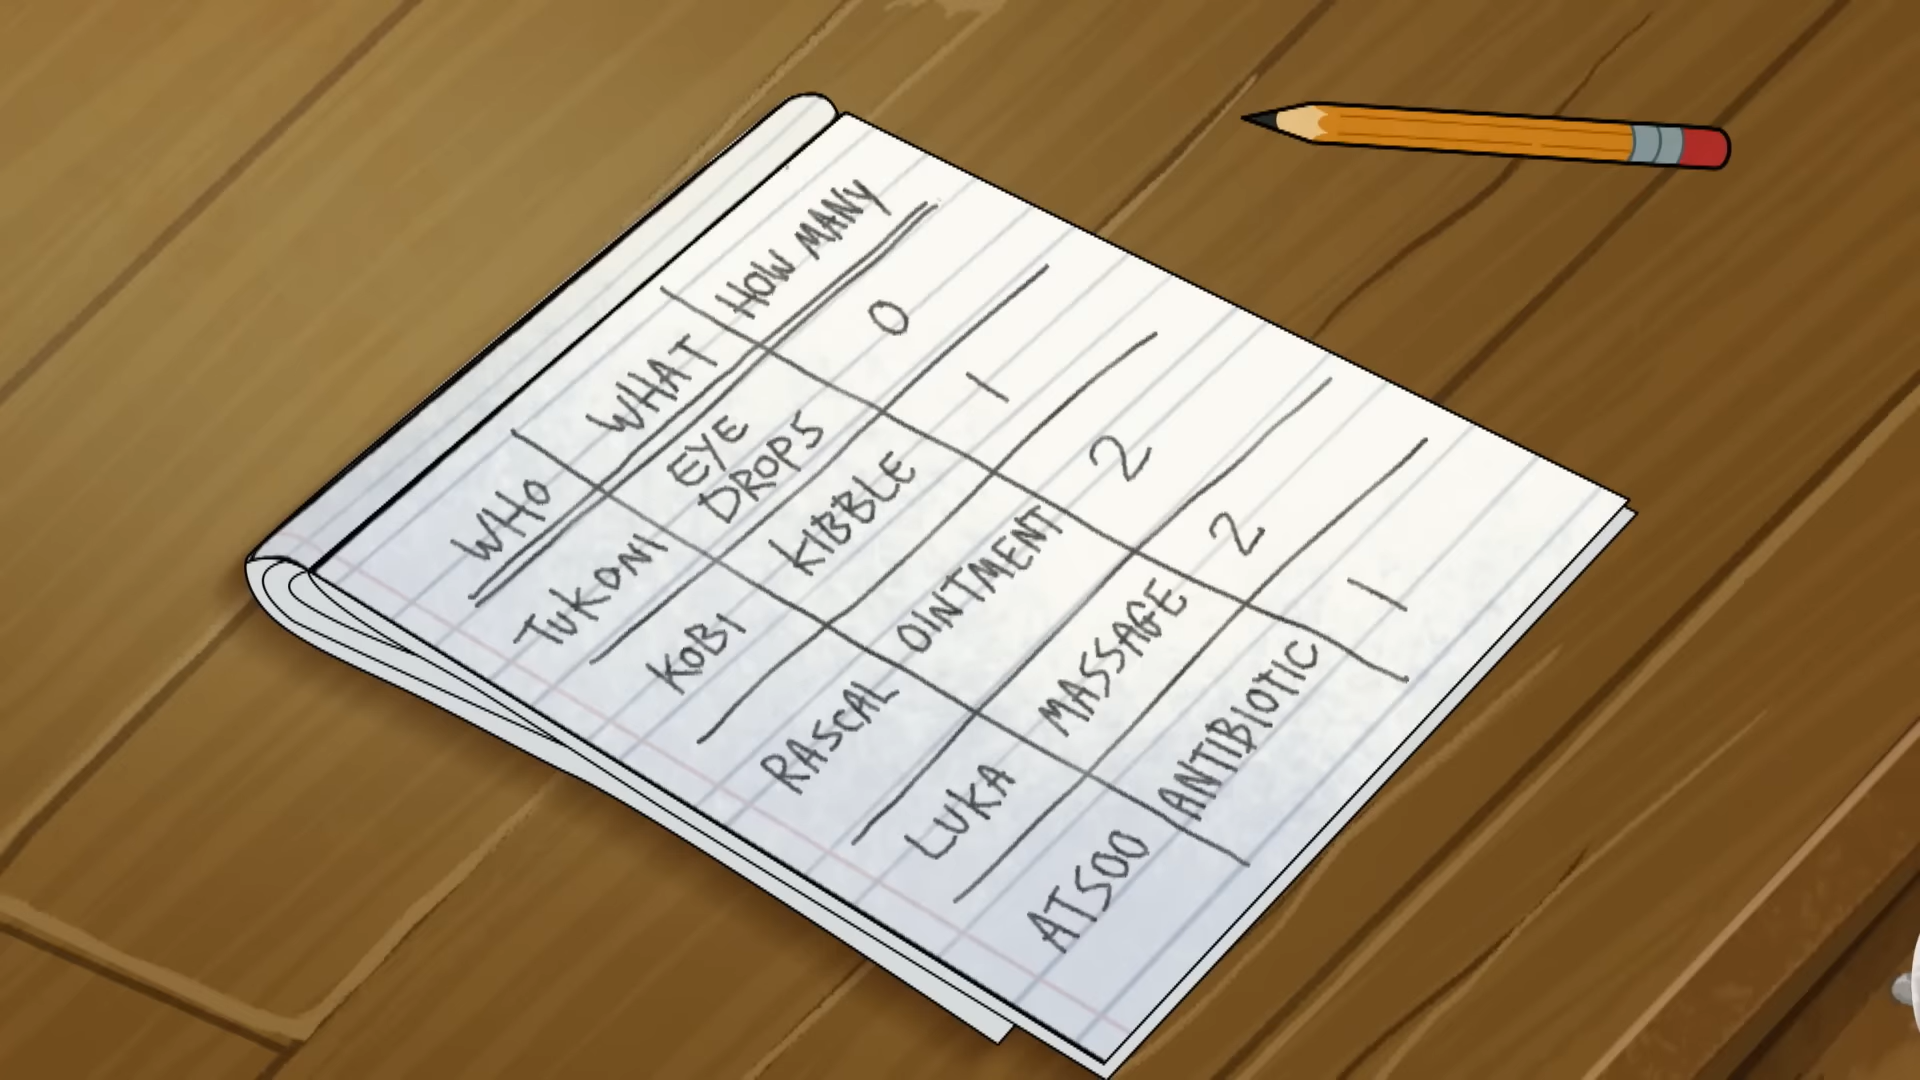 WHO WHAT HOW MANY
TUKONI EYE DROPS 0
KOBI KIBBLE 1
RASCAL OINTMENT 2
LUKA MASSAGE 2
ATSOO ANTIBIOTIC 1